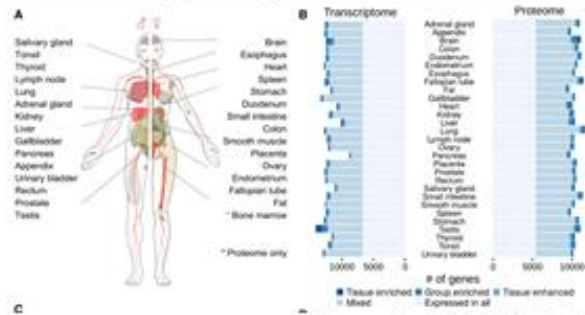 A
Salivary gland
Tonsil
Thyroid
Lymph node
Lung
Adrenal gland
Kidney
Liver
Gallbladder
Pancreas
Appendix
Urinary bladder
Rectum
Prostate
Testis
Brain
Esophagus
Heart
Spleen
Stomach
Duodenum
Small intestine
Colon
Smooth muscle
Placenta
Ovary
Endometrium
Fallopian tube
Fat
* Bone marrow
* Proteome only
B
Transcriptome
Proteome
Adrenal gland
Appendix
Brain
Colon
Duodenum
Endometrium
Esophagus
Fallopian tube
Fat
Gallbladder
Heart
Kidney
Liver
Lung
Lymph node
Ovary
Pancreas
Placenta
Prostate
Rectum
Salivary gland
Small intestine
Smooth muscle
Spleen
Stomach
Testis
Thyroid
Tonsil
Urinary bladder
10000 5000 0
0 5000 10000
# of genes
Tissue enriched Group enriched Tissue enhanced
Mixed Expressed in all
C